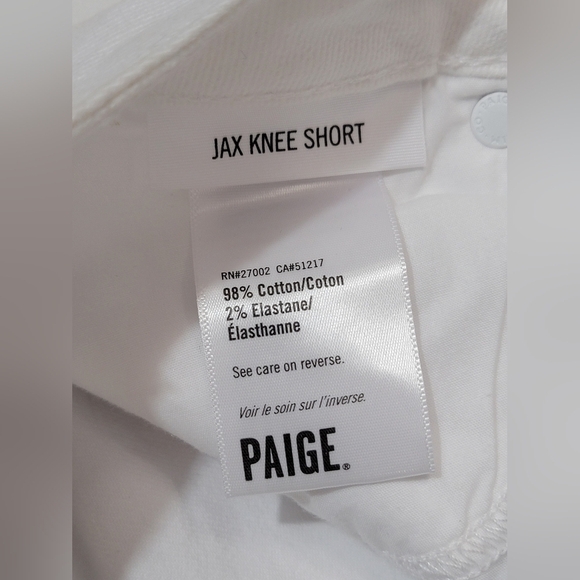 JAX KNEE SHORT
RN#27002 CA#51217
98% Cotton/Coton
2% Elastane/
Élasthanne
See care on reverse.
Voir le soin sur l'inverse.
PAIGE®